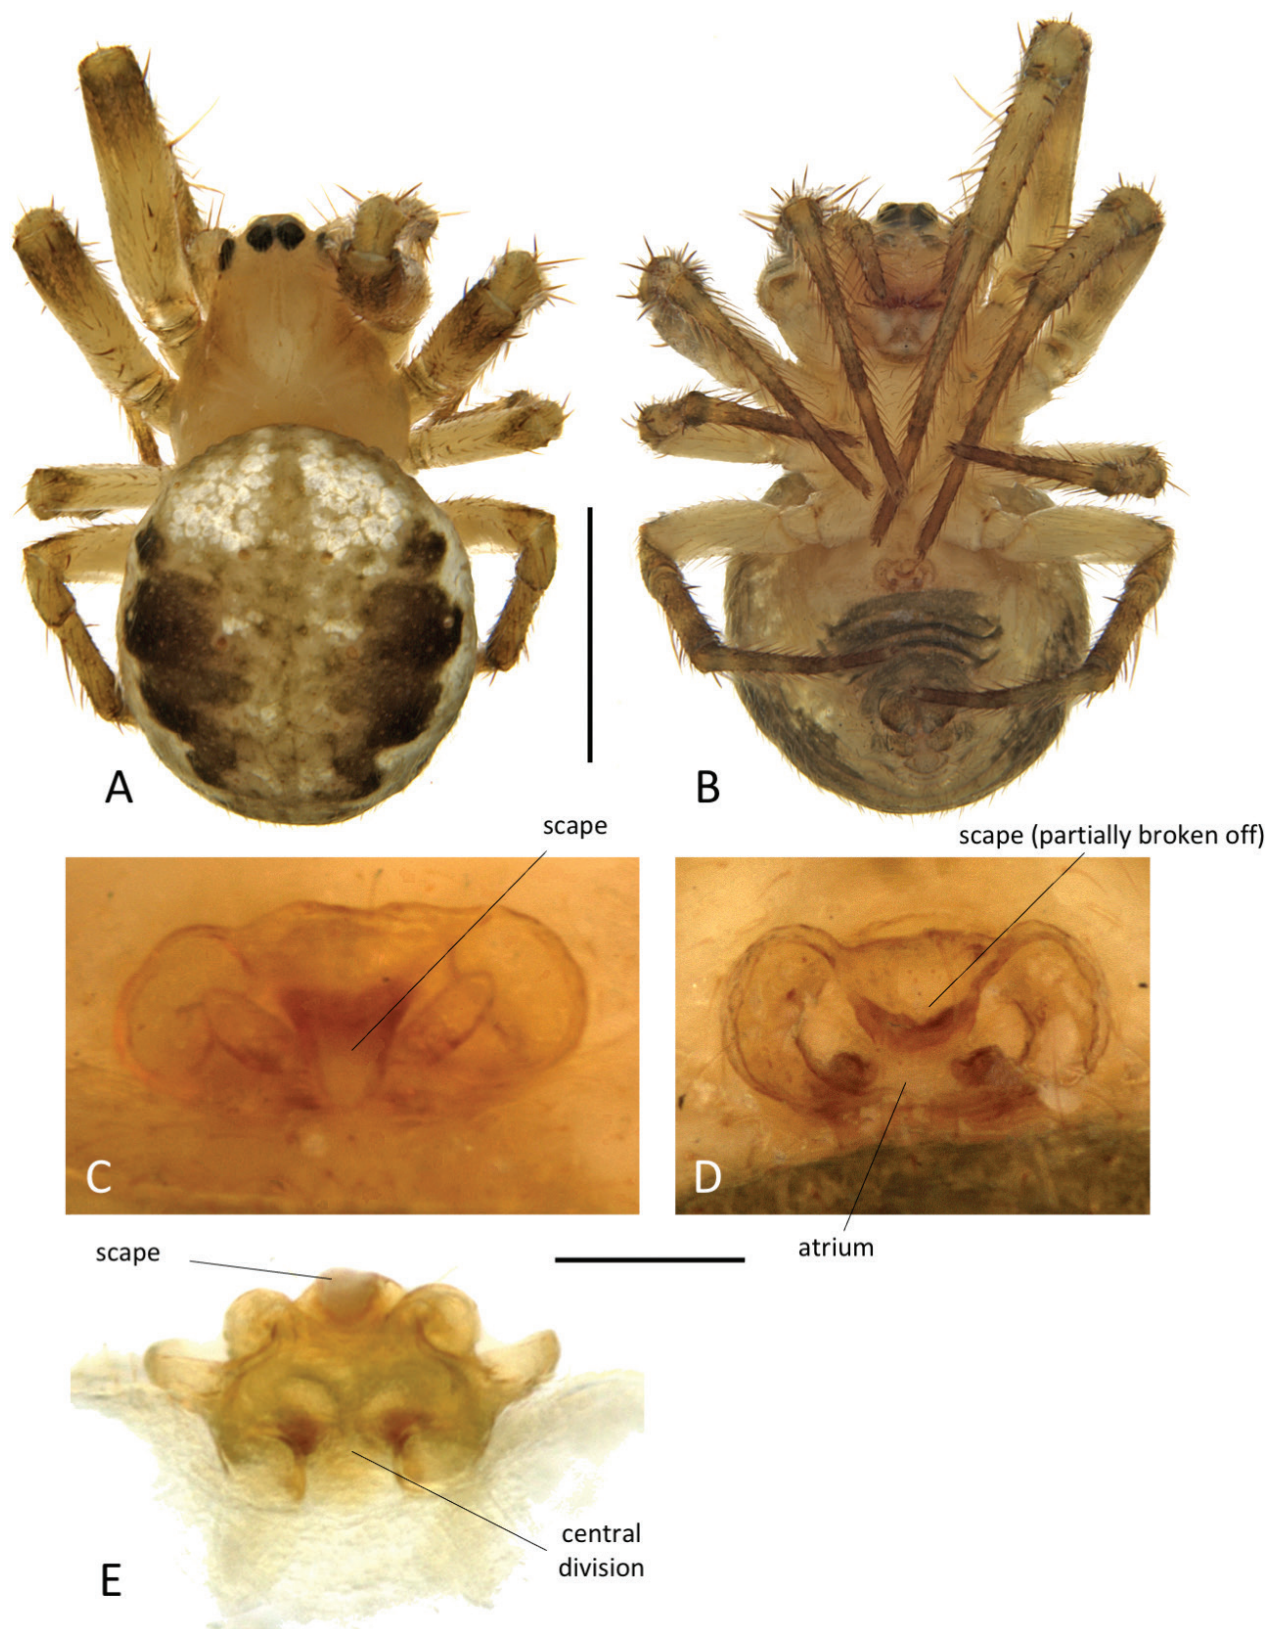 A
B
scape
scape (partially broken off)
C
D
scape
atrium
central
division
E